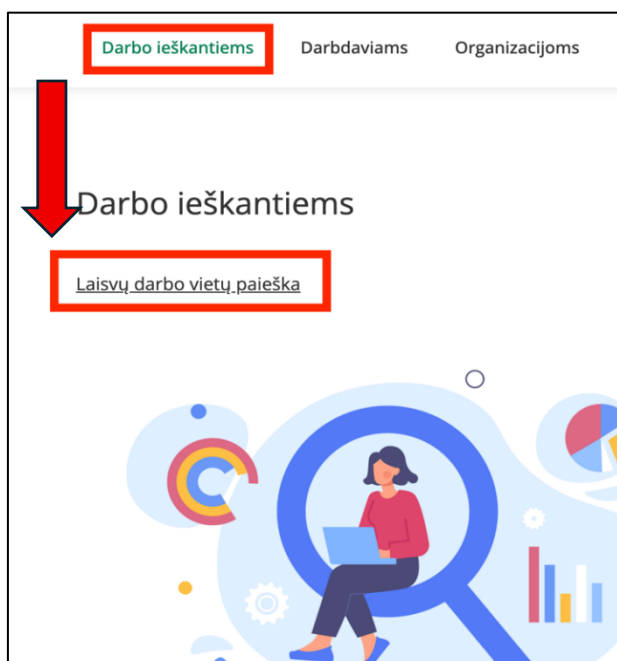 Darbo ieškantiems Darbdaviams Organizacijoms
Darbo ieškantiems
Laisvų darbo vietų paieška